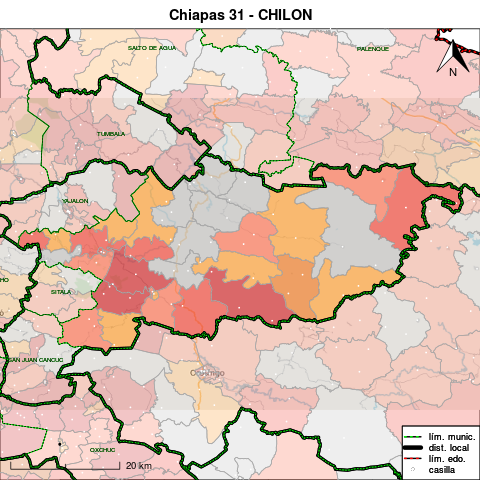 Chiapas 31 - CHILON
SALTO DE AGUA
PALENQUE
N
TUMBALA
YAJALON
HO
SITALA
SAN JUAN CANCUC
Ocosingo
OXCHUC
20 km
lím. munic.
dist. local
lím. edo.
casilla